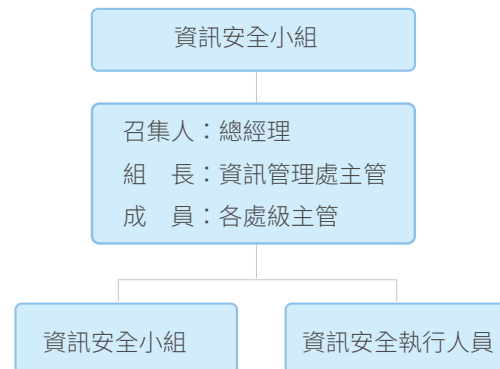 資訊安全小組
召集人：總經理
組　長：資訊管理處主管
成　員：各處級主管
資訊安全小組
資訊安全執行人員